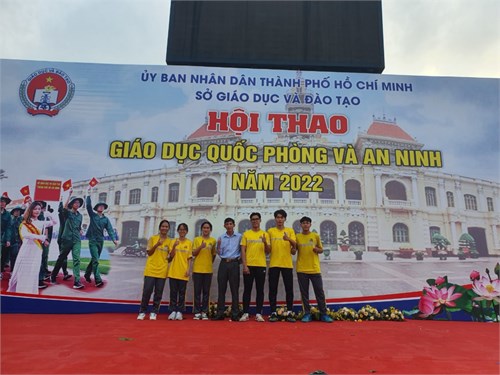 ỦY BAN NHÂN DÂN THÀNH PHỐ HỒ CHÍ MINH
SỞ GIÁO DỤC VÀ ĐÀO TẠO
HỘI THAO
GIÁO DỤC QUỐC PHÒNG VÀ AN NINH
NĂM 2022